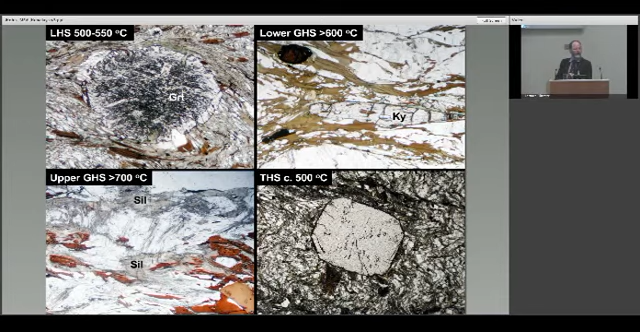 LHS 500-550 °C
Lower GHS >600 °C
Grt
Ky
Upper GHS >700 °C
THS c. 500 °C
Sil
Sil